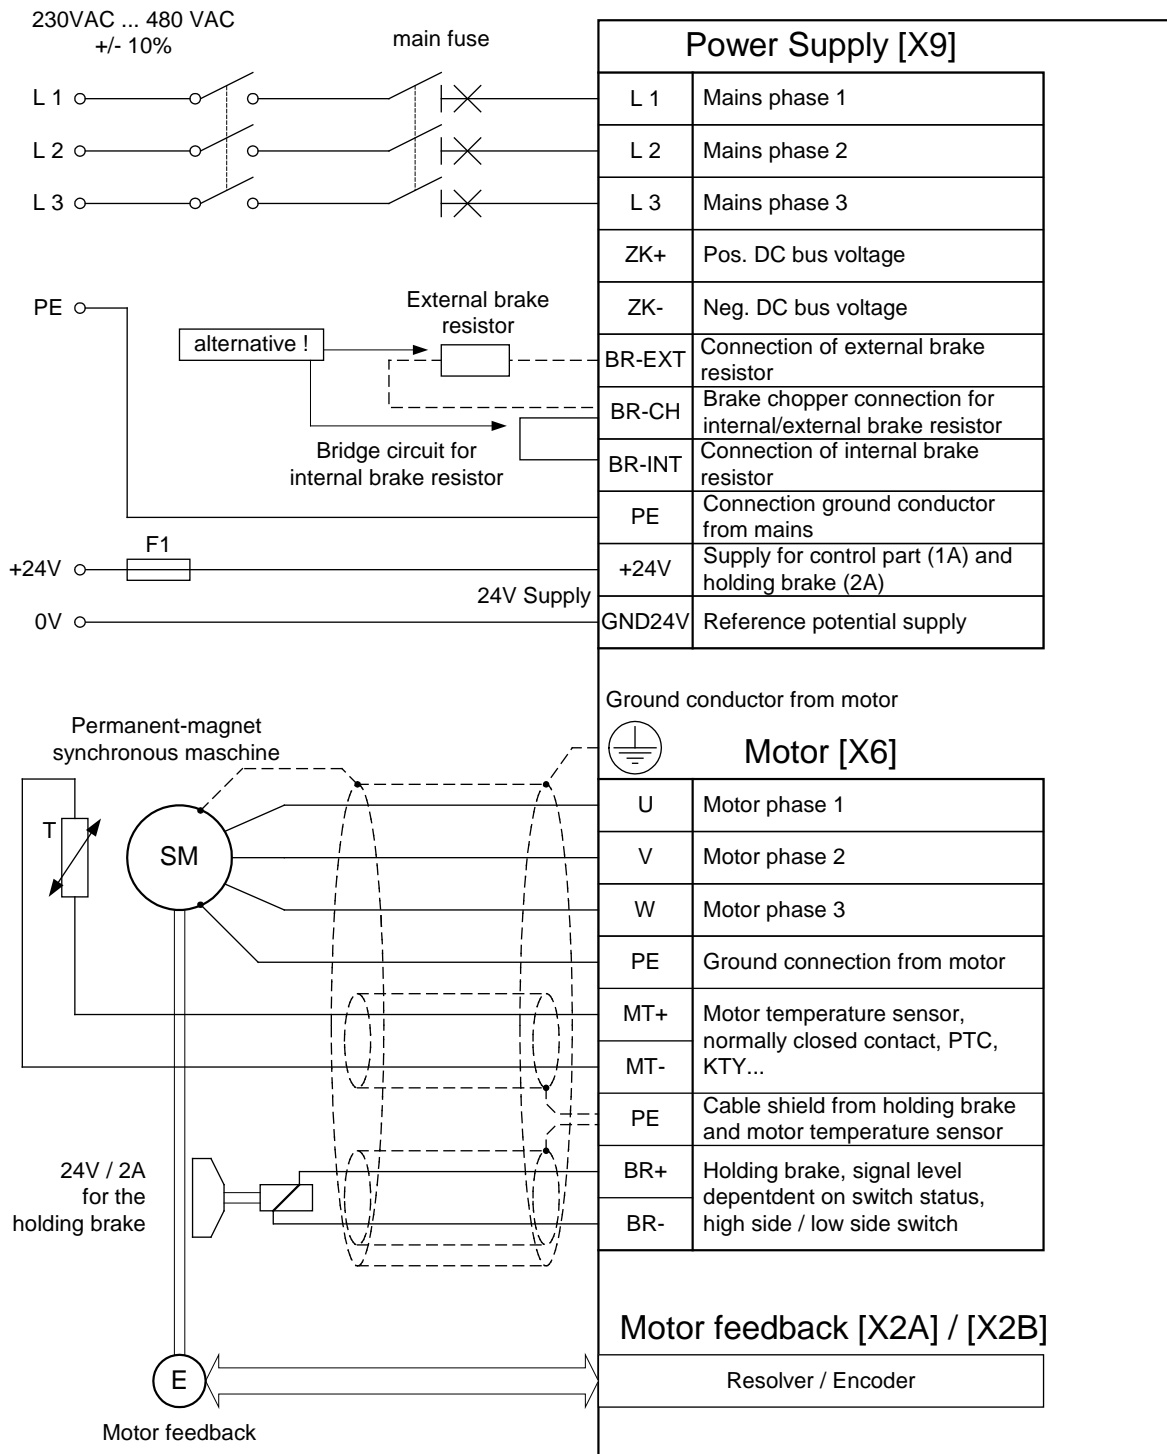 230VAC ... 480 VAC
+/- 10%
main fuse
Power Supply [X9]
L 1
L 1
Mains phase 1
L 2
L 2
Mains phase 2
L 3
L 3
Mains phase 3
ZK+
Pos. DC bus voltage
PE
ZK-
Neg. DC bus voltage
External brake
resistor
alternative !
BR-EXT
Connection of external brake
resistor
BR-CH
Brake chopper connection for
internal/external brake resistor
Bridge circuit for
internal brake resistor
BR-INT
Connection of internal brake
resistor
PE
Connection ground conductor
from mains
F1
+24V
+24V
Supply for control part (1A) and
holding brake (2A)
24V Supply
0V
GND24V
Reference potential supply
Ground conductor from motor
Permanent-magnet
synchronous maschine
Motor [X6]
U
Motor phase 1
T
SM
V
Motor phase 2
W
Motor phase 3
PE
Ground connection from motor
MT+
MT-
Motor temperature sensor,
normally closed contact, PTC,
KTY...
PE
Cable shield from holding brake
and motor temperature sensor
24V / 2A
for the
holding brake
BR+
BR-
Holding brake, signal level
depentdent on switch status,
high side / low side switch
Motor feedback [X2A] / [X2B]
E
Resolver / Encoder
Motor feedback